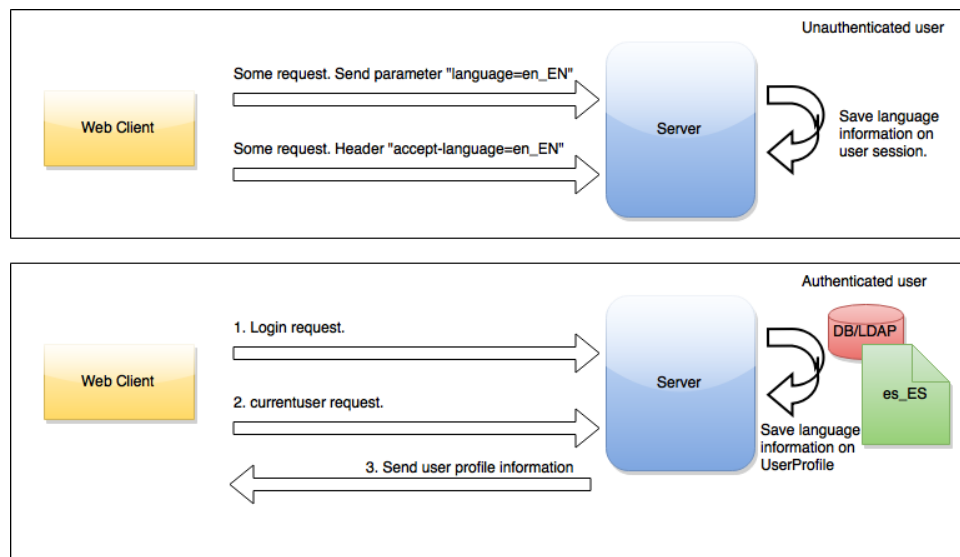 Unauthenticated user
Some request. Send parameter "language=en_EN"
Web Client
Some request. Header "accept-language=en_EN"
Server
Save language
information on
user session.
Authenticated user
1. Login request.
Web Client
2. currentuser request.
3. Send user profile information
Server
DB/LDAP
es_ES
Save language
information on
UserProfile